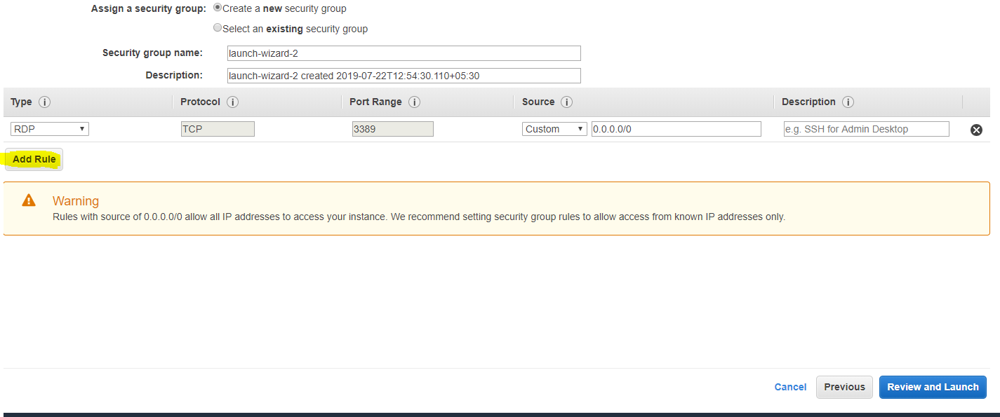 Assign a security group: Create a new security group
Select an existing security group
Security group name: launch-wizard-2
Description: launch-wizard-2 created 2019-07-22T12:54:30.110+05:30
Type i Protocol i Port Range i Source i Description i
RDP TCP 3389 Custom 0.0.0.0/0 e.g. SSH for Admin Desktop
Add Rule
Warning
Rules with source of 0.0.0.0/0 allow all IP addresses to access your instance. We recommend setting security group rules to allow access from known IP addresses only.
Cancel Previous Review and Launch